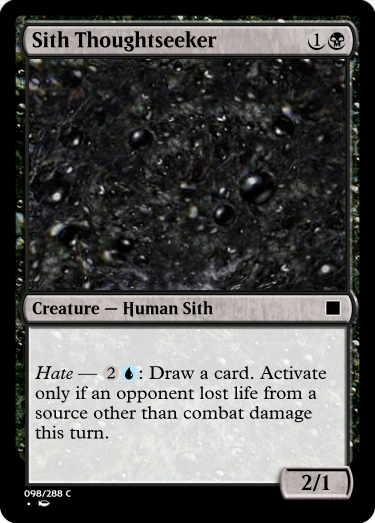 Sith Thoughtseeker 1
Creature — Human Sith
Hate — 2 : Draw a card. Activate
only if an opponent lost life from a
source other than combat damage
this turn.
2/1
098/288 C